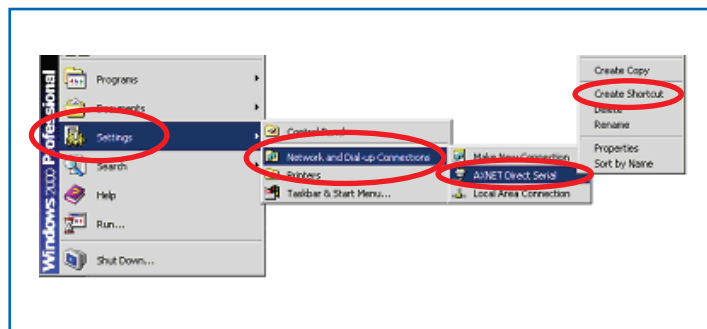 Windows 2000 Professional
Programs
Documents
Settings
Search
Help
Run...
Shut Down...
Control Panel
Network and Dial-up Connections
Printers
Taskbar & Start Menu...
Make New Connection
AXNET Direct Serial
Local Area Connection
Create Copy
Create Shortcut
Delete
Rename
Properties
Sort by Name